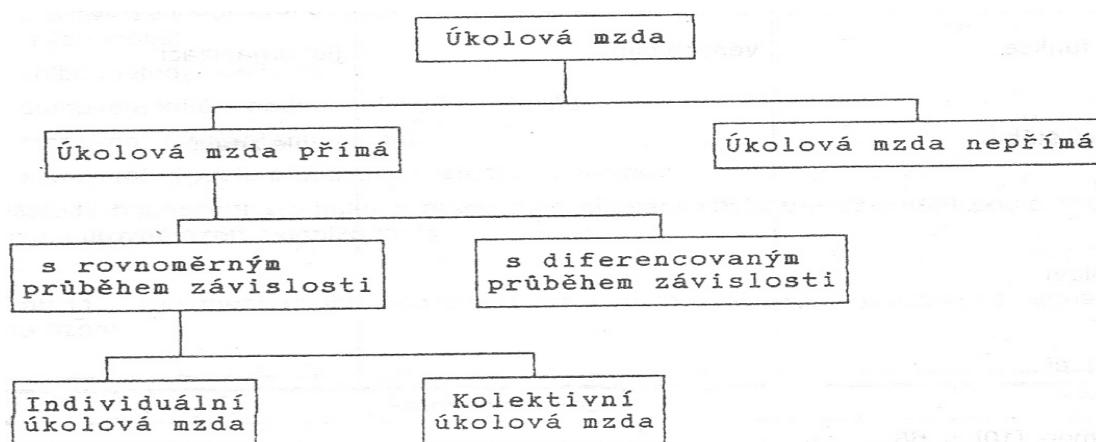 Úkolová mzda
Úkolová mzda přímá
Úkolová mzda nepřímá
s rovnoměrným
průběhem závislosti
s diferencovaným
průběhem závislosti
Individuální
úkolová mzda
Kolektivní
úkolová mzda